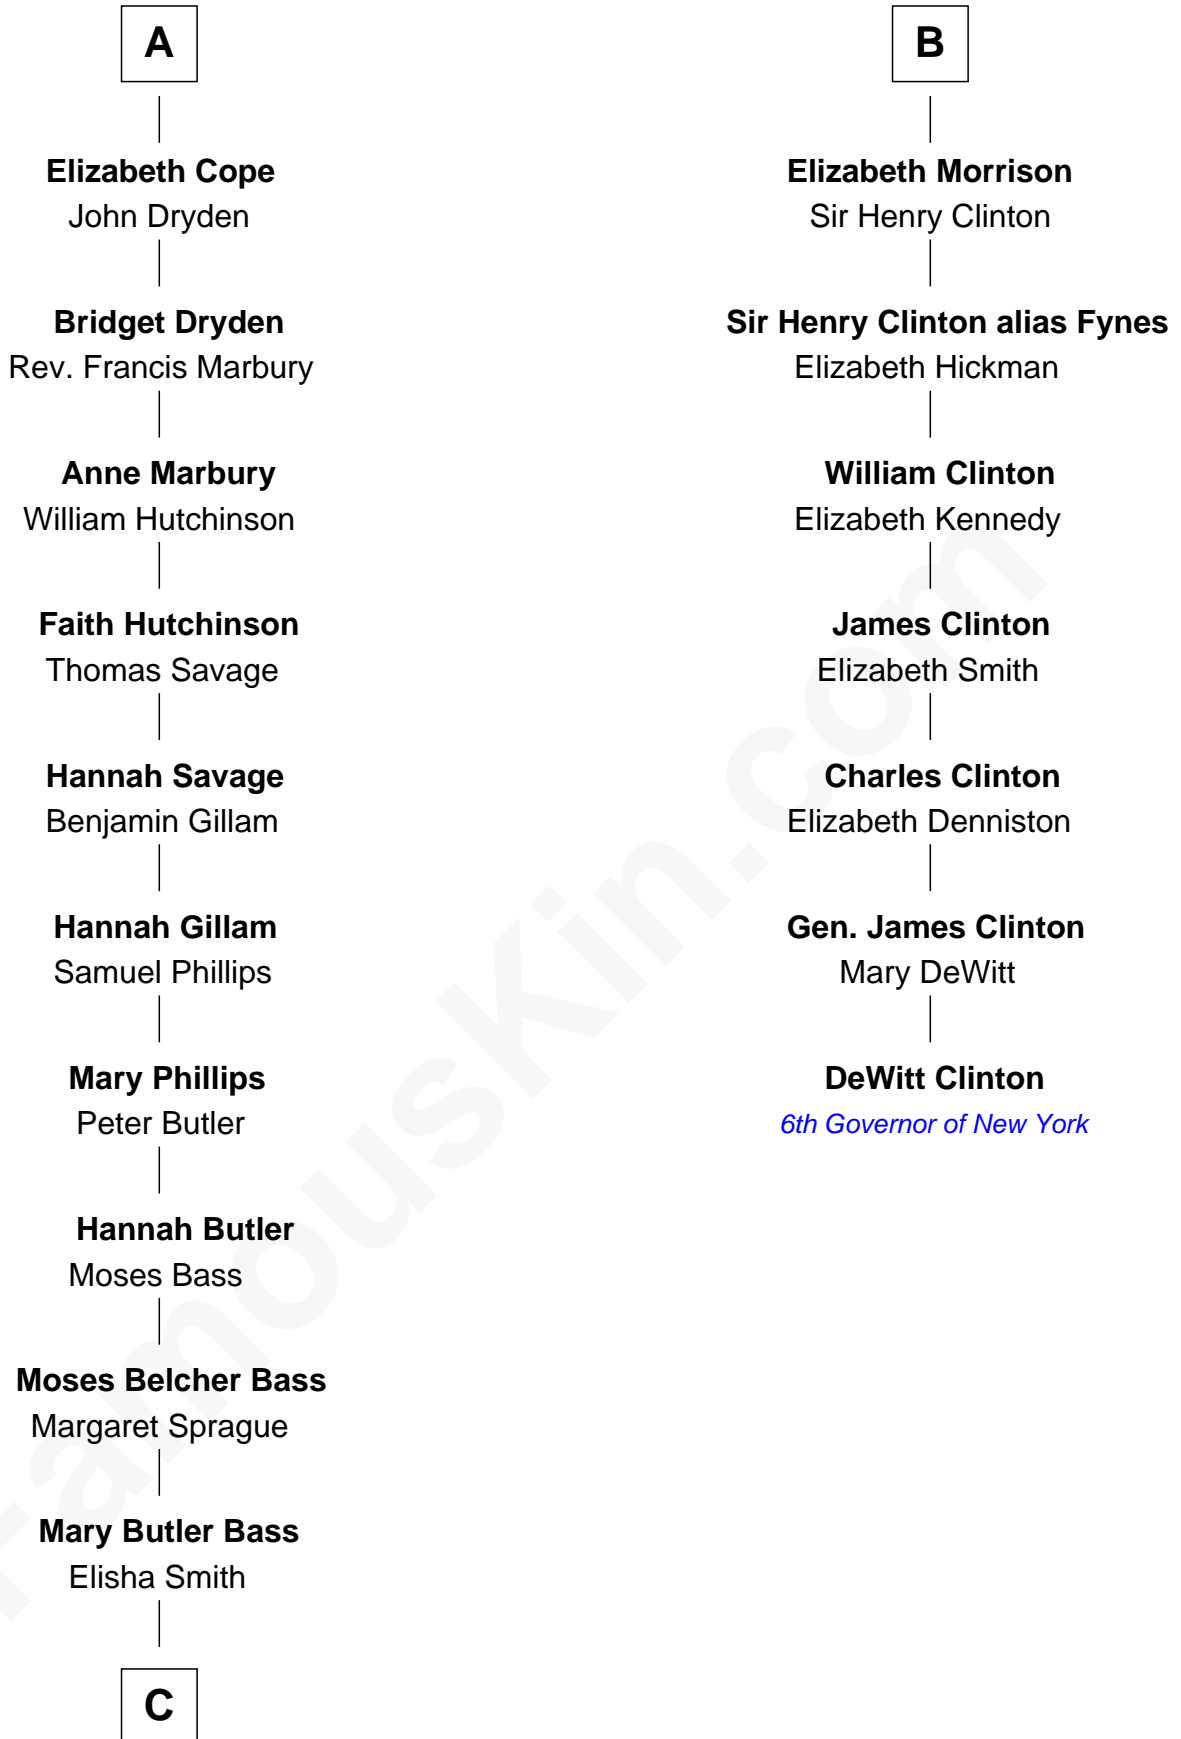 A
Elizabeth Cope
John Dryden
Bridget Dryden
Rev. Francis Marbury
Anne Marbury
William Hutchinson
Faith Hutchinson
Thomas Savage
Hannah Savage
Benjamin Gillam
Hannah Gillam
Samuel Phillips
Mary Phillips
Peter Butler
Hannah Butler
Moses Bass
Moses Belcher Bass
Margaret Sprague
Mary Butler Bass
Elisha Smith
C
B
Elizabeth Morrison
Sir Henry Clinton
Sir Henry Clinton alias Fynes
Elizabeth Hickman
William Clinton
Elizabeth Kennedy
James Clinton
Elizabeth Smith
Charles Clinton
Elizabeth Denniston
Gen. James Clinton
Mary DeWitt
DeWitt Clinton
6th Governor of New York
FamousKin.com